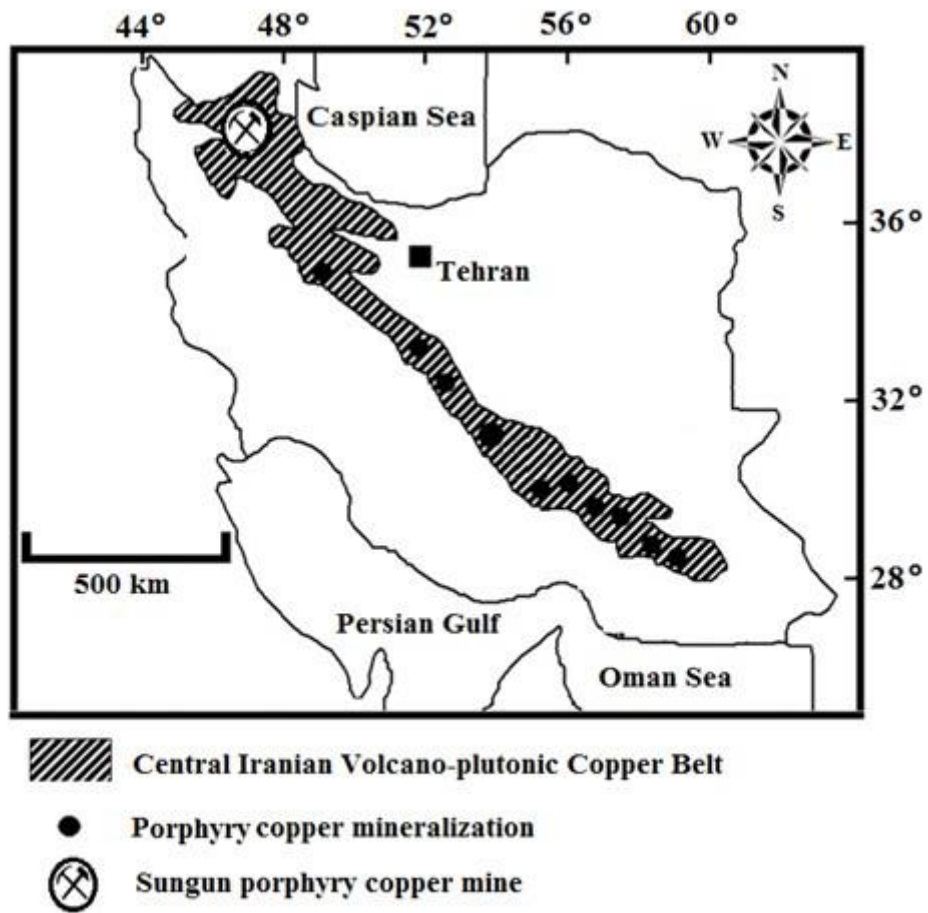 44° 48° 52° 56° 60°
Caspian Sea
N
W E
S
36°
Tehran
32°
500 km
28°
Persian Gulf
Oman Sea
Central Iranian Volcano-plutonic Copper Belt
Porphyry copper mineralization
Sungun porphyry copper mine